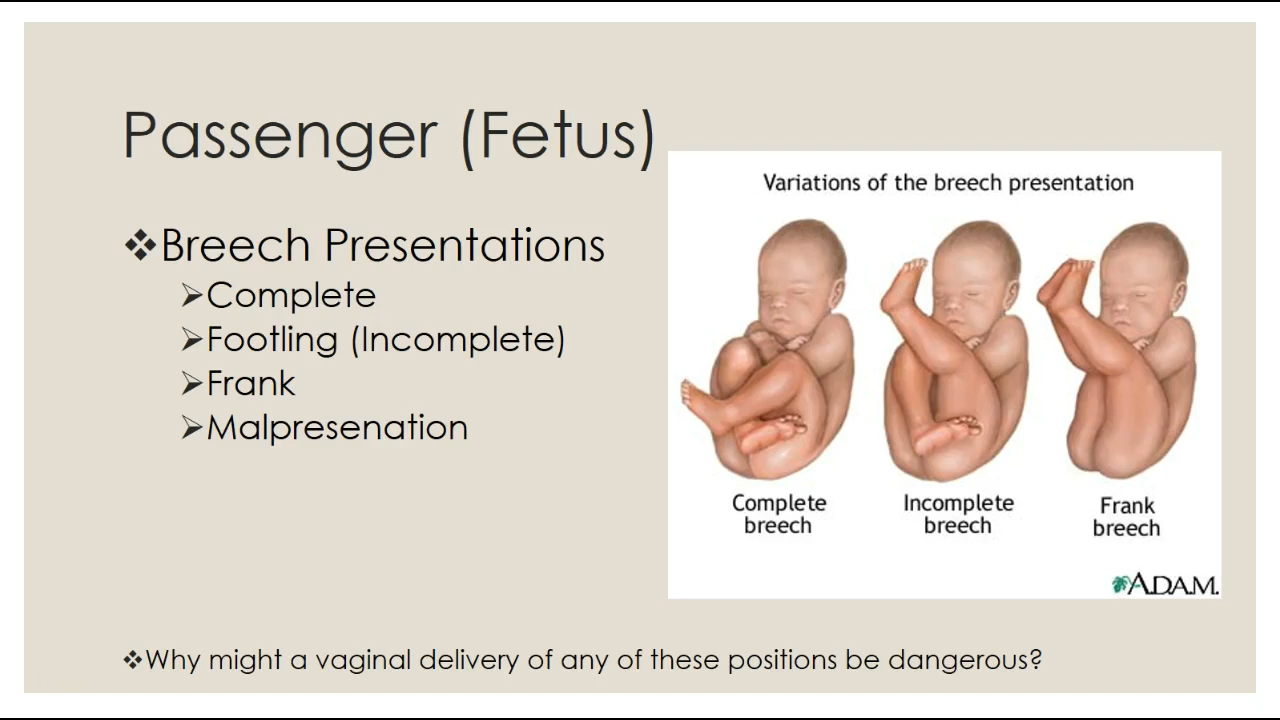 Passenger (Fetus)
❖Breech Presentations
➢Complete
➢Footling (Incomplete)
➢Frank
➢Malpresenation
Variations of the breech presentation
Complete
breech
Incomplete
breech
Frank
breech
A.D.A.M.
❖Why might a vaginal delivery of any of these positions be dangerous?